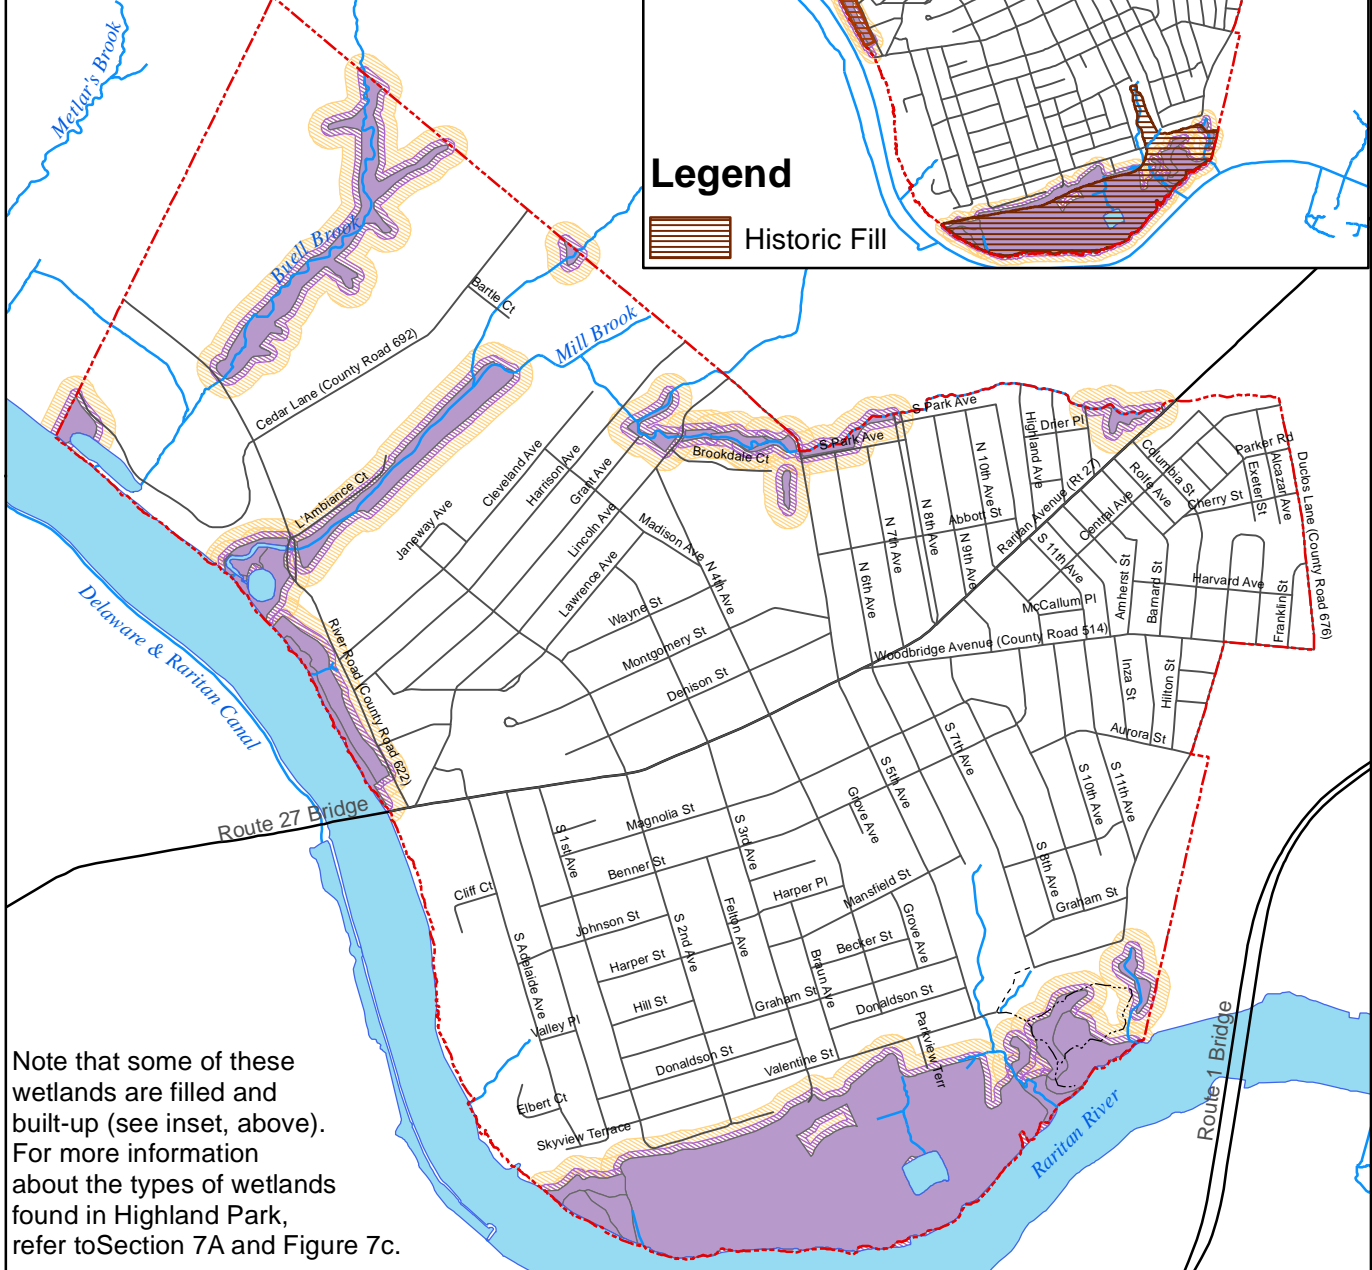 Metlar's Brook
Legend
Historic Fill
Buell Brook
Bartle Ct
Mill Brook
Cedar Lane (County Road 692)
S Park Ave
S Park Ave
Brookdale Ct
Highland Ave
Drier Pl
N 10th Ave
Raritan Avenue (Rt 27)
Columbia St
Rolfe Ave
Central Ave
Parker Rd
Exeter St
Alcazar Ave
Cherry St
Duclos Lane (County Road 676)
L'Ambiance Ct
Janeway Ave
Cleveland Ave
Harrison Ave
Grant Ave
Lincoln Ave
Lawrence Ave
Madison Ave
N 4th Ave
N 6th Ave
N 7th Ave
N 8th Ave
N 9th Ave
Abbott St
S 11th Ave
Amherst St
Barnard St
Harvard Ave
Franklin St
McCallum Pl
Wayne St
Montgomery St
Denison St
Woodbridge Avenue (County Road 514)
Inza St
Hilton St
Aurora St
Delaware & Raritan Canal
River Road (County Road 622)
Route 27 Bridge
S 7th Ave
S 5th Ave
S 10th Ave
S 11th Ave
Magnolia St
S 1st Ave
Benner St
S 3rd Ave
Grove Ave
Cliff Ct
Harper Pl
Mansfield St
S 8th Ave
Graham St
Johnson St
Felton Ave
S 2nd Ave
S Adelaide Ave
Harper St
Becker St
Grove Ave
Braun Ave
Hill St
Graham St
Donaldson St
Valley Pl
Donaldson St
Valentine St
Parkview Terr
Elbert Ct
Skyview Terrace
Raritan River
Route 1 Bridge
Note that some of these
wetlands are filled and
built-up (see inset, above).
For more information
about the types of wetlands
found in Highland Park,
refer toSection 7A and Figure 7c.